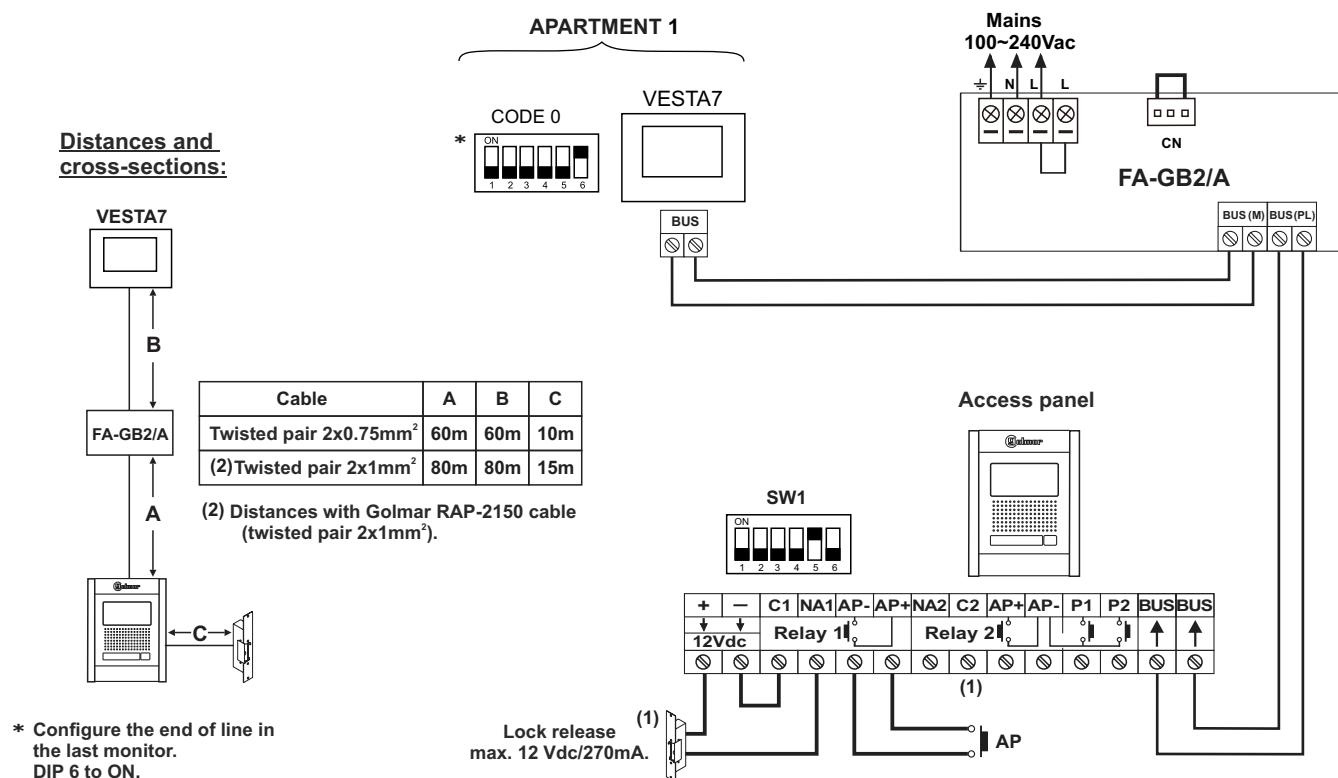 APARTMENT 1
Mains
100~240Vac
N L L
CN
FA-GB2/A
BUS (M) BUS (PL)
VESTA7
BUS
CODE 0
*
ON
1 2 3 4 5 6
Distances and
cross-sections:
VESTA7
B
FA-GB2/A
A
Golmar
C
Cable A B C
Twisted pair 2x0.75mm² 60m 60m 10m
(2) Twisted pair 2x1mm² 80m 80m 15m
(2) Distances with Golmar RAP-2150 cable
(twisted pair 2x1mm²).
* Configure the end of line in
the last monitor.
DIP 6 to ON.
Access panel
Golmar
SW1
ON
1 2 3 4 5 6
+ − C1 NA1 AP- AP+ NA2 C2 AP+ AP- P1 P2 BUS BUS
12Vdc Relay 1 Relay 2
(1)
(1)
Lock release
max. 12 Vdc/270mA.
AP